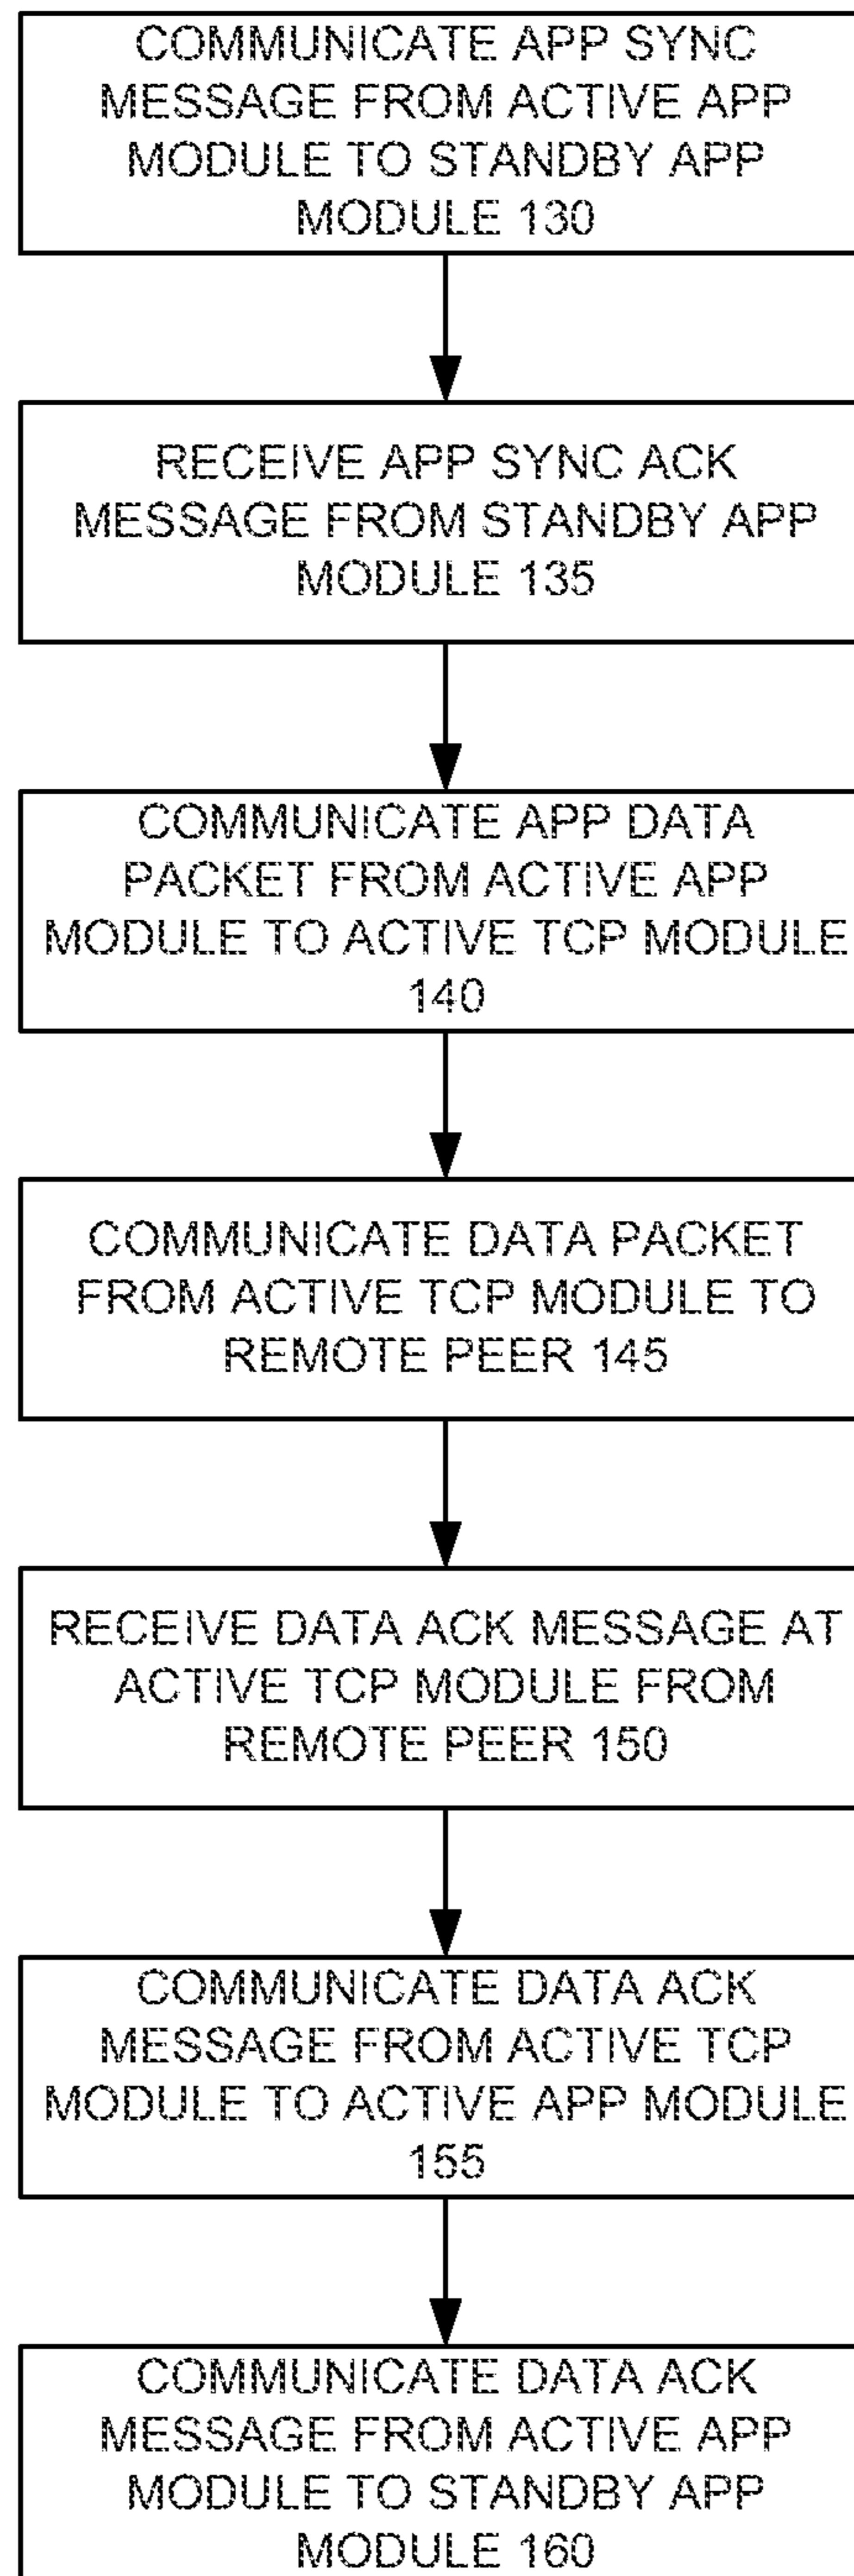 COMMUNICATE APP SYNC
MESSAGE FROM ACTIVE APP
MODULE TO STANDBY APP
MODULE 130
RECEIVE APP SYNC ACK
MESSAGE FROM STANDBY APP
MODULE 135
COMMUNICATE APP DATA
PACKET FROM ACTIVE APP
MODULE TO ACTIVE TCP MODULE
140
COMMUNICATE DATA PACKET
FROM ACTIVE TCP MODULE TO
REMOTE PEER 145
RECEIVE DATA ACK MESSAGE AT
ACTIVE TCP MODULE FROM
REMOTE PEER 150
COMMUNICATE DATA ACK
MESSAGE FROM ACTIVE TCP
MODULE TO ACTIVE APP MODULE
155
COMMUNICATE DATA ACK
MESSAGE FROM ACTIVE APP
MODULE TO STANDBY APP
MODULE 160